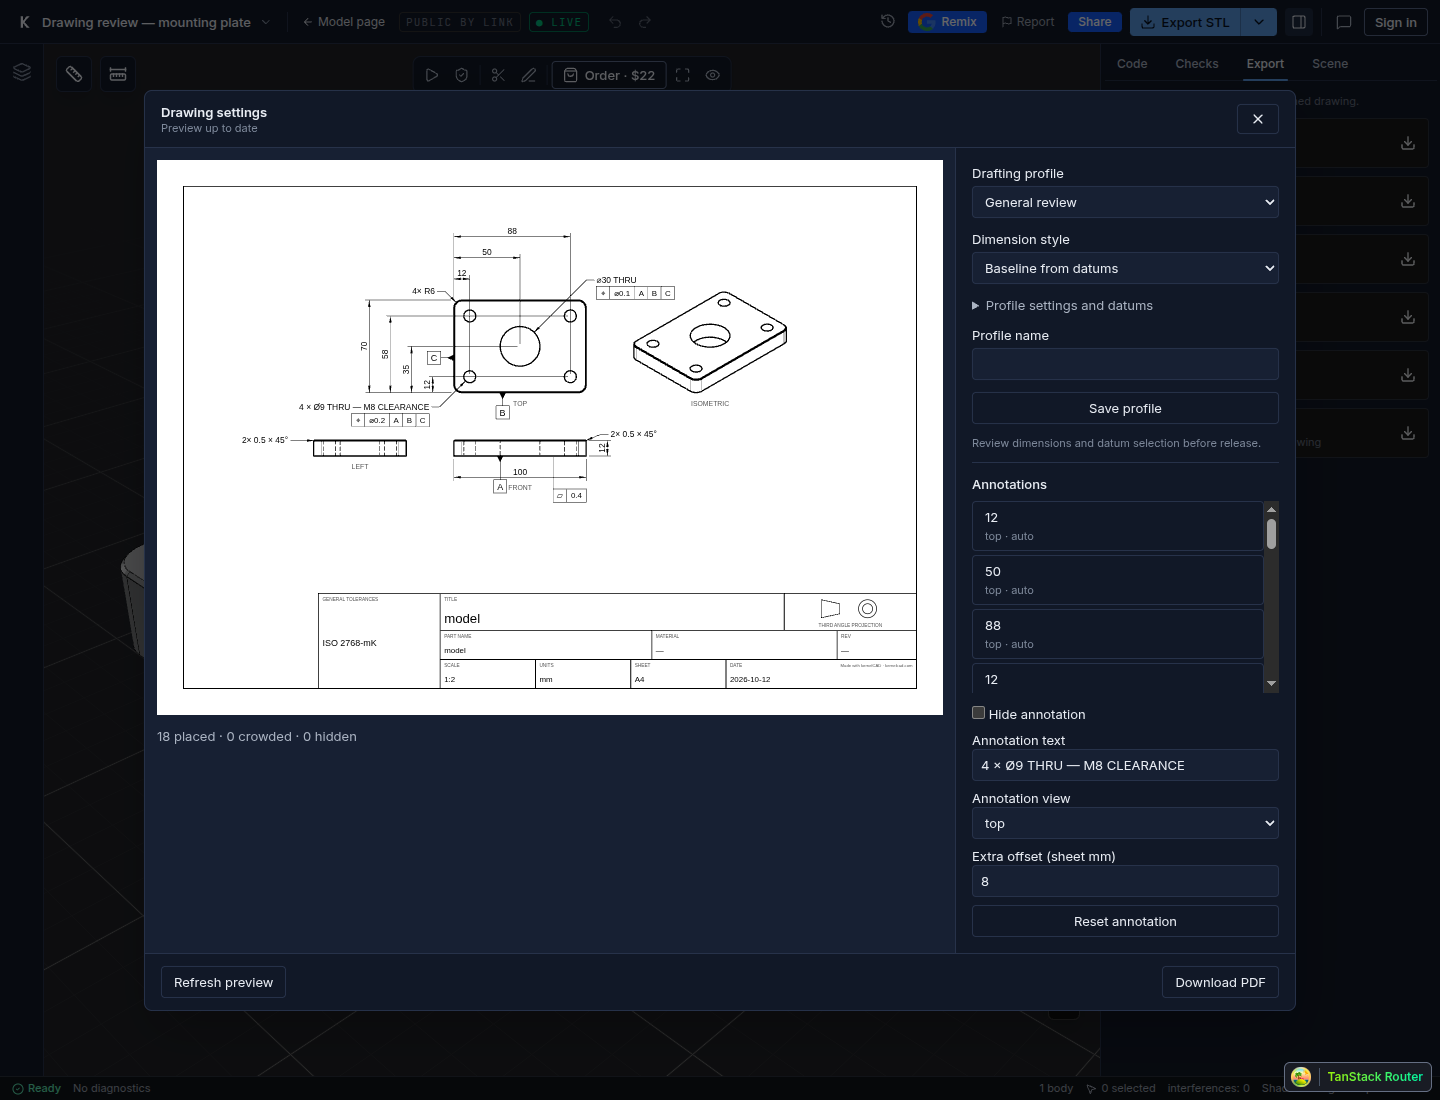 Drawing review — mounting plate
Model page
PUBLIC BY LINK
LIVE
Remix
Report
Share
Export STL
Sign in
Order · $22
Code
Checks
Export
Scene
Drawing settings
Preview up to date
88
50
12
4× R6
⌀30 THRU
⌖ ⌀0.1 A B C
70
58
35
12
C
4 × Ø9 THRU — M8 CLEARANCE
⌖ ⌀0.2 A B C
B
TOP
ISOMETRIC
2× 0.5 × 45°
LEFT
2× 0.5 × 45°
12
100
A
FRONT
⏥ 0.4
GENERAL TOLERANCES
ISO 2768-mK
TITLE
model
THIRD ANGLE PROJECTION
PART NAME
model
MATERIAL
—
REV
—
SCALE
1:2
UNITS
mm
SHEET
A4
DATE
2026-10-12
Made with kernelCAD · kernelcad.com
18 placed · 0 crowded · 0 hidden
Drafting profile
General review
Dimension style
Baseline from datums
Profile settings and datums
Profile name
Save profile
Review dimensions and datum selection before release.
Annotations
12
top · auto
50
top · auto
88
top · auto
12
Hide annotation
Annotation text
4 × Ø9 THRU — M8 CLEARANCE
Annotation view
top
Extra offset (sheet mm)
8
Reset annotation
Refresh preview
Download PDF
Ready
No diagnostics
1 body
0 selected
interferences: 0
TanStack Router